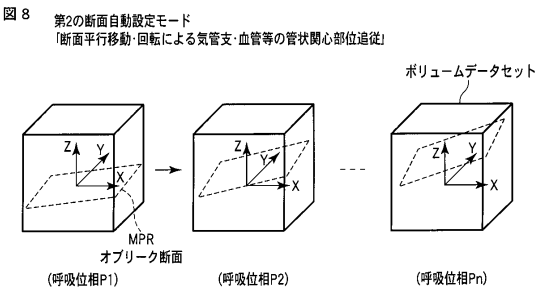 図8
第2の断面自動設定モード
「断面平行移動・回転による気管支・血管等の管状関心部位追従」
ボリュームデータセット
Z Y X
Z Y X
Z Y X
MPR
オブリーク断面
(呼吸位相P1) (呼吸位相P2) (呼吸位相Pn)